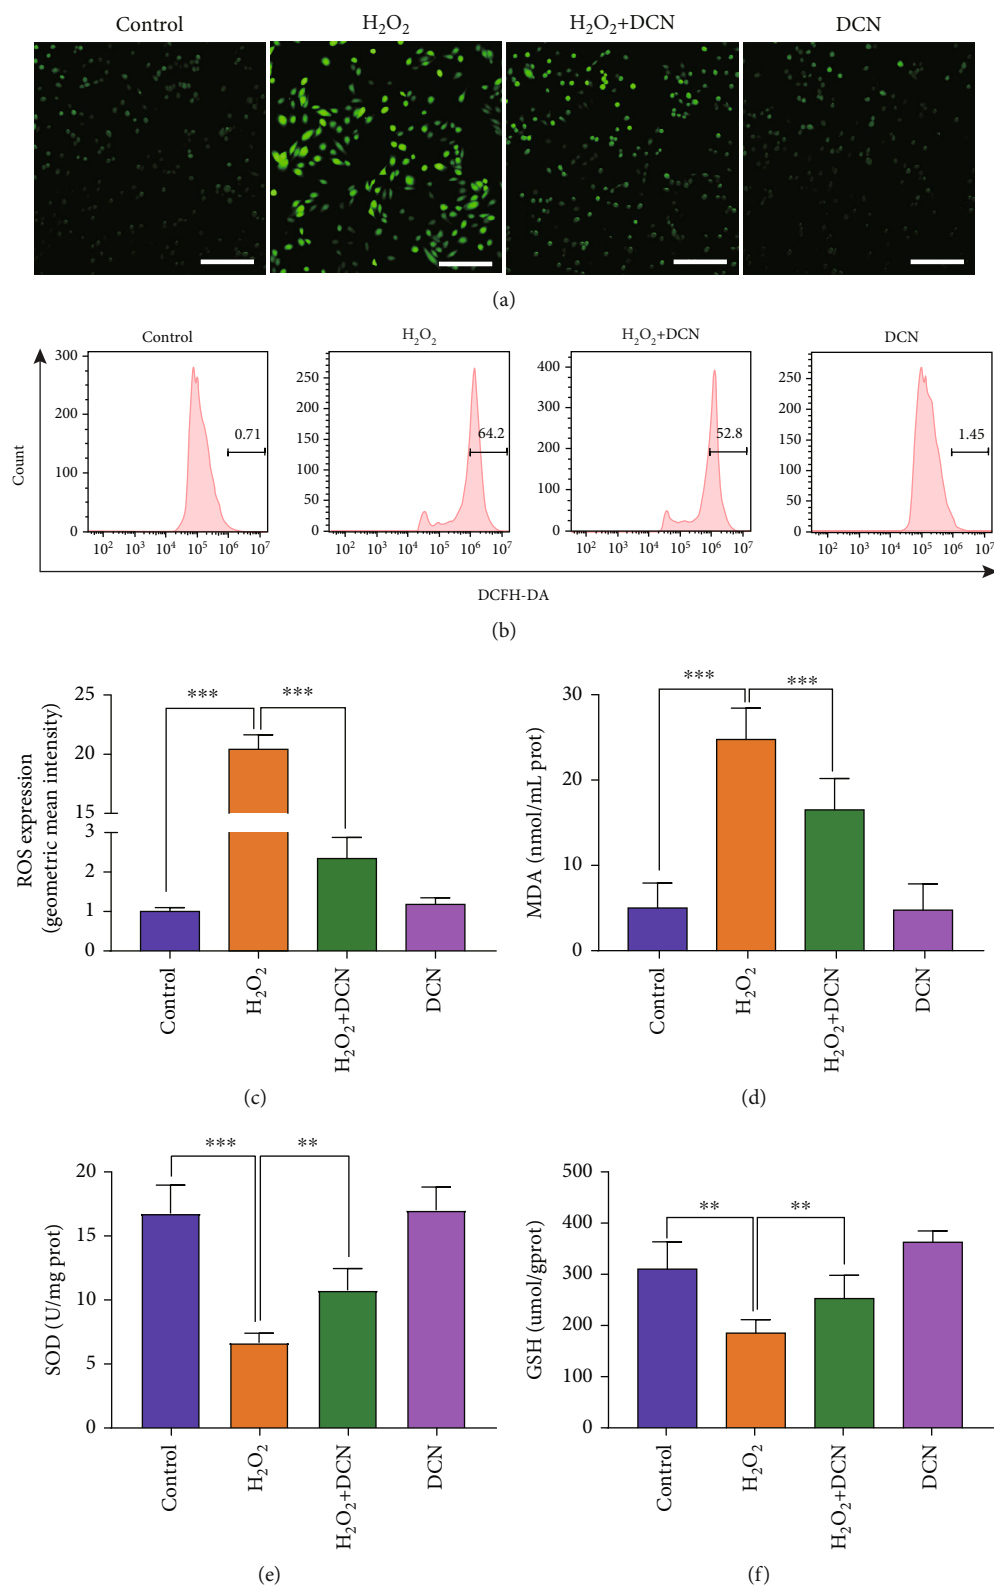 Control H₂O₂ H₂O₂+DCN DCN
(a)
Control H₂O₂ H₂O₂+DCN DCN
Count
300 200 100 0
0.71
10² 10³ 10⁴ 10⁵ 10⁶ 10⁷
250 200 150 100 50 0
64.2
10² 10³ 10⁴ 10⁵ 10⁶ 10⁷
400 300 200 100 0
52.8
10² 10³ 10⁴ 10⁵ 10⁶ 10⁷
250 200 150 100 50 0
1.45
10² 10³ 10⁴ 10⁵ 10⁶ 10⁷
DCFH-DA
(b)
ROS expression
(geometric mean intensity)
25
20
15
3
2
1
0
*** ***
Control H₂O₂ H₂O₂+DCN DCN
(c)
MDA (nmol/mL prot)
30
20
10
0
*** ***
Control H₂O₂ H₂O₂+DCN DCN
(d)
SOD (U/mg prot)
20
15
10
5
0
*** **
Control H₂O₂ H₂O₂+DCN DCN
(e)
GSH (umol/gprot)
500
400
300
200
100
0
** **
Control H₂O₂ H₂O₂+DCN DCN
(f)